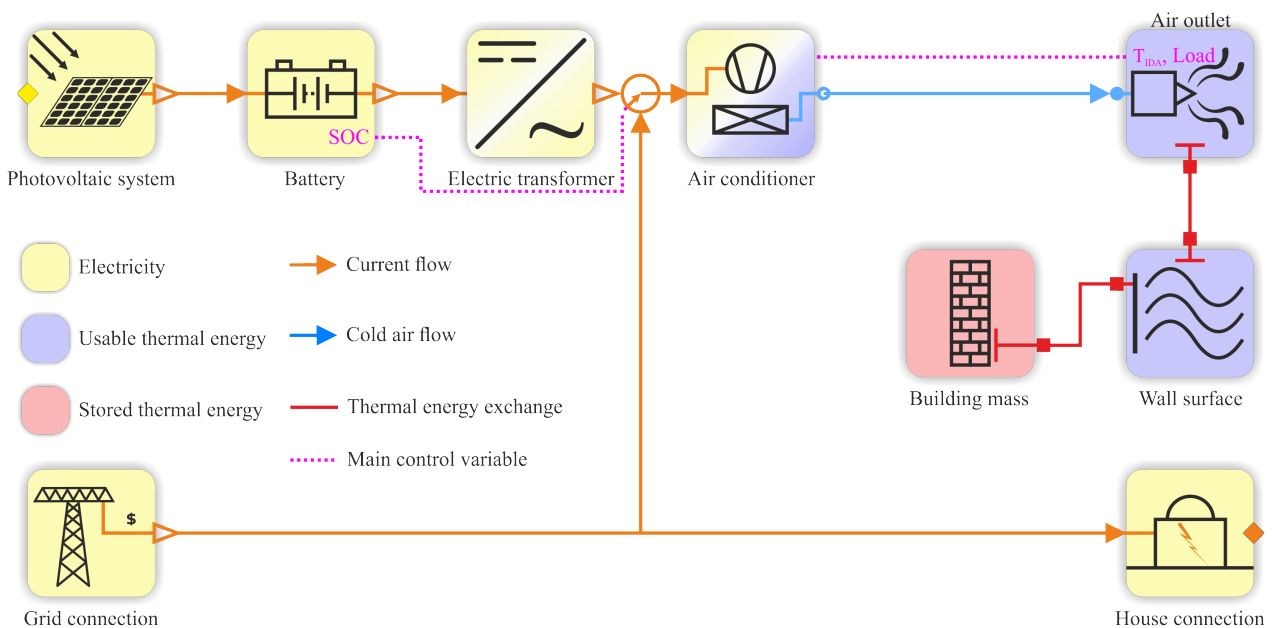 Air outlet
T_IDA, Load
SOC
Photovoltaic system
Battery
Electric transformer
Air conditioner
Electricity
Current flow
Usable thermal energy
Cold air flow
Stored thermal energy
Thermal energy exchange
Main control variable
Building mass
Wall surface
$
Grid connection
House connection